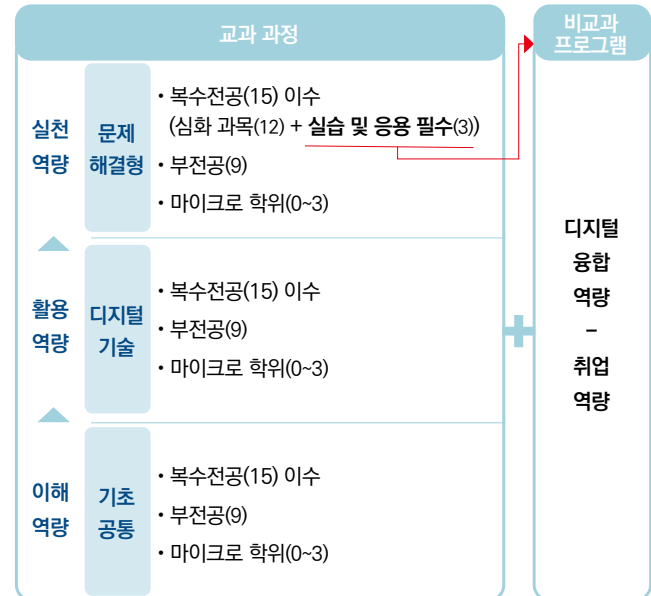 교과 과정
비교과
프로그램
실천
역량
문제
해결형
・복수전공(15) 이수
(심화 과목(12) + 실습 및 응용 필수(3))
・부전공(9)
・마이크로 학위(0~3)
활용
역량
디지털
기술
・복수전공(15) 이수
・부전공(9)
・마이크로 학위(0~3)
이해
역량
기초
공통
・복수전공(15) 이수
・부전공(9)
・마이크로 학위(0~3)
+
디지털
융합
역량
–
취업
역량